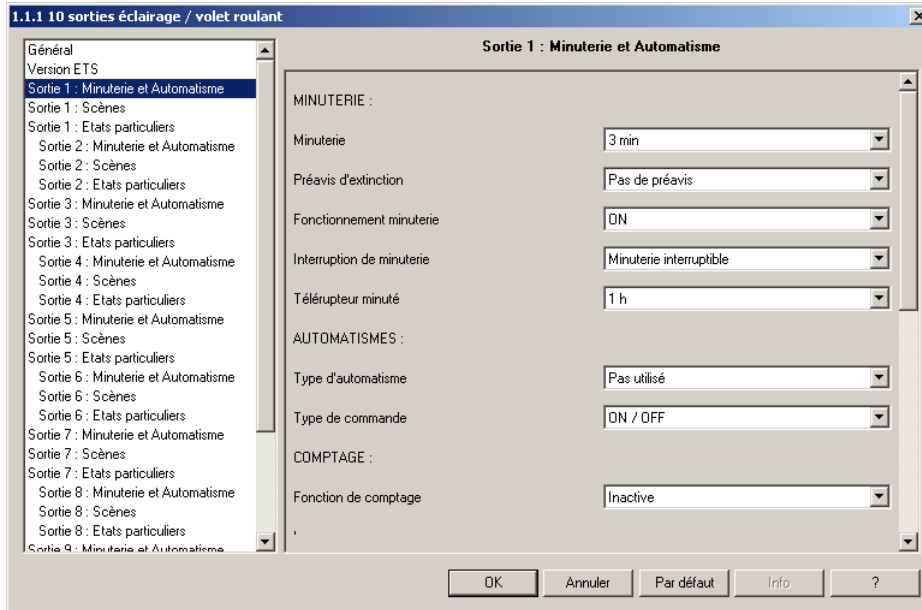 1.1.1 10 sorties éclairage / volet roulant
Général
Version ETS
Sortie 1 : Minuterie et Automatisme
Sortie 1 : Scènes
Sortie 1 : Etats particuliers
Sortie 2 : Minuterie et Automatisme
Sortie 2 : Scènes
Sortie 2 : Etats particuliers
Sortie 3 : Minuterie et Automatisme
Sortie 3 : Scènes
Sortie 3 : Etats particuliers
Sortie 4 : Minuterie et Automatisme
Sortie 4 : Scènes
Sortie 4 : Etats particuliers
Sortie 5 : Minuterie et Automatisme
Sortie 5 : Scènes
Sortie 5 : Etats particuliers
Sortie 6 : Minuterie et Automatisme
Sortie 6 : Scènes
Sortie 6 : Etats particuliers
Sortie 7 : Minuterie et Automatisme
Sortie 7 : Scènes
Sortie 7 : Etats particuliers
Sortie 8 : Minuterie et Automatisme
Sortie 8 : Scènes
Sortie 8 : Etats particuliers
Sortie 9 : Minuterie et Automatisme
Sortie 1 : Minuterie et Automatisme
MINUTERIE :
Minuterie 3 min
Préavis d'extinction Pas de préavis
Fonctionnement minuterie ON
Interruption de minuterie Minuterie interruptible
Télérupteur minuté 1 h
AUTOMATISMES :
Type d'automatisme Pas utilisé
Type de commande ON / OFF
COMPTAGE :
Fonction de comptage Inactive
OK Annuler Par défaut Info ?